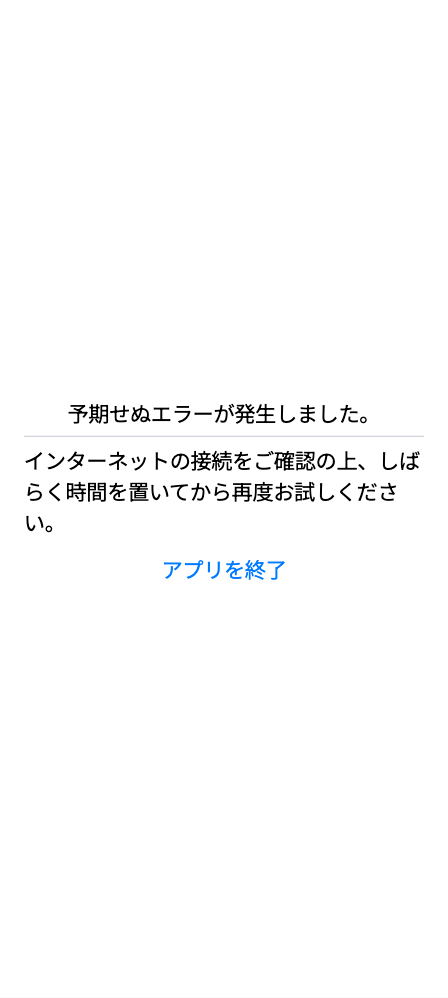 予期せぬエラーが発生しました。
インターネットの接続をご確認の上、しば
らく時間を置いてから再度お試しくださ
い。
アプリを終了